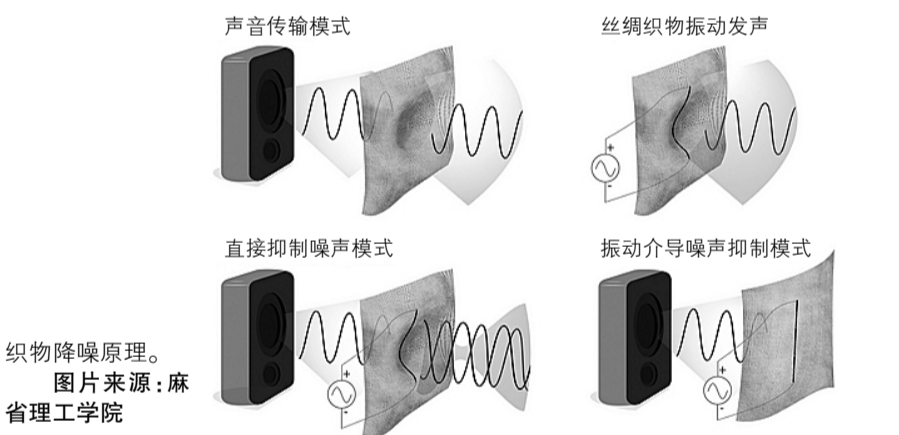 声音传输模式
丝绸织物振动发声
直接抑制噪声模式
振动介导噪声抑制模式
+
-
+
-
+
-
织物降噪原理。
图片来源：麻
省理工学院